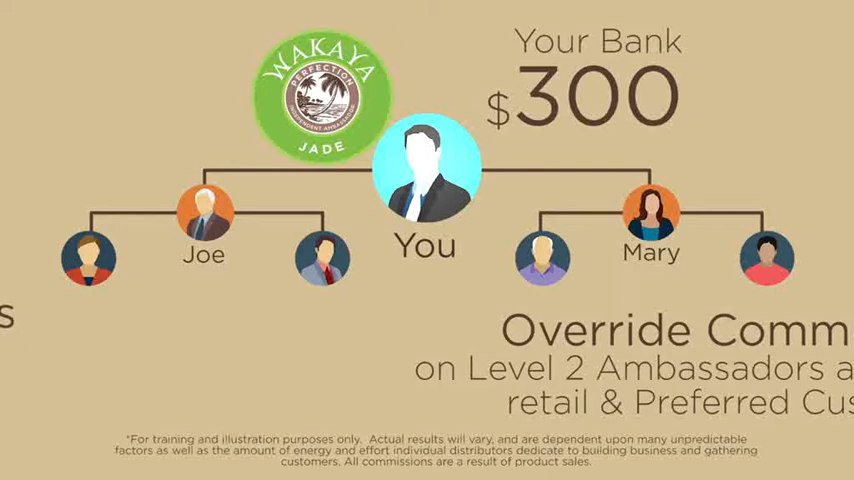 WAKAYA
PERFECTION
INDEPENDENT AMBASSADOR
JADE
Your Bank
$300
You
Joe
Mary
S
Override Comm
on Level 2 Ambassadors a
retail & Preferred Cus
*For training and illustration purposes only. Actual results will vary, and are dependent upon many unpredictable
factors as well as the amount of energy and effort individual distributors dedicate to building business and gathering
customers. All commissions are a result of product sales.